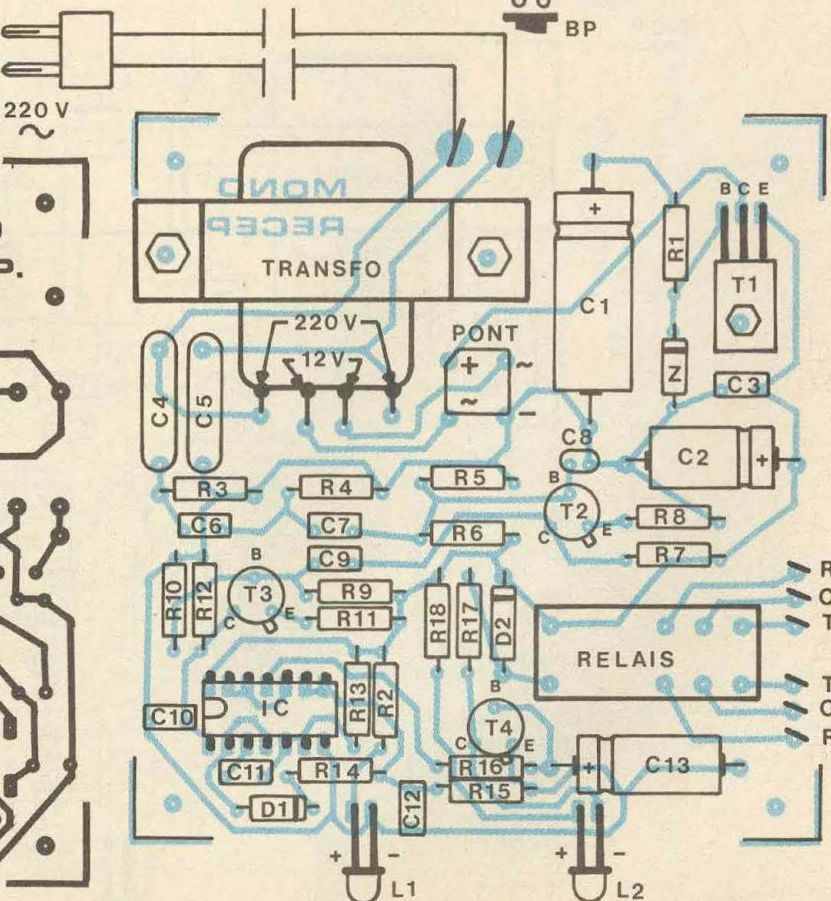 BP
220 V
~
MONO
RECEP
B C E
TRANSFO
R1
T1
+
C1
220 V
12 V
PONT
+
~
~
−
Z
C3
C4
C5
C8
C2
+
R3
R4
R5
B
T2
C
E
C6
C7
R6
R8
R7
C9
B
T3
C
E
R10
R12
R9
R11
R18
R17
D2
R
C
T
RELAIS
IC
R13
R2
B
T4
C
E
T
C
R
C10
C11
R14
R16
R15
+
C13
D1
C12
+
−
L1
+
−
L2